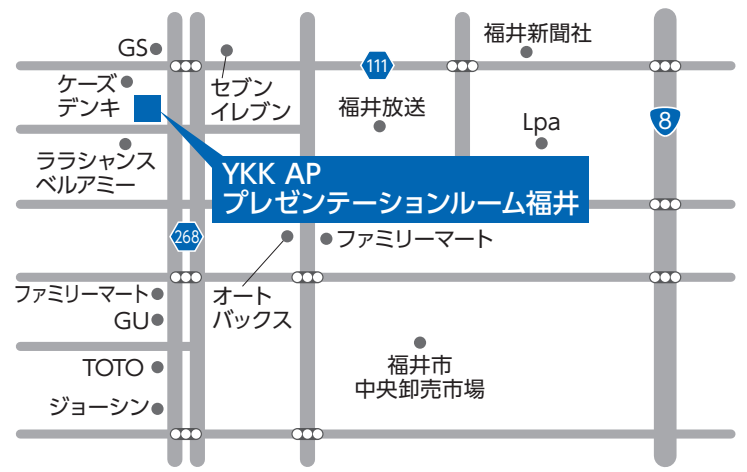 GS
福井新聞社
111
ケーズ
デンキ
セブン
イレブン
福井放送
Lpa
8
ララシャンス
ベルアミー
YKK AP
プレゼンテーションルーム福井
268
ファミリーマート
ファミリーマート
GU
オート
バックス
TOTO
福井市
中央卸売市場
ジョーシン